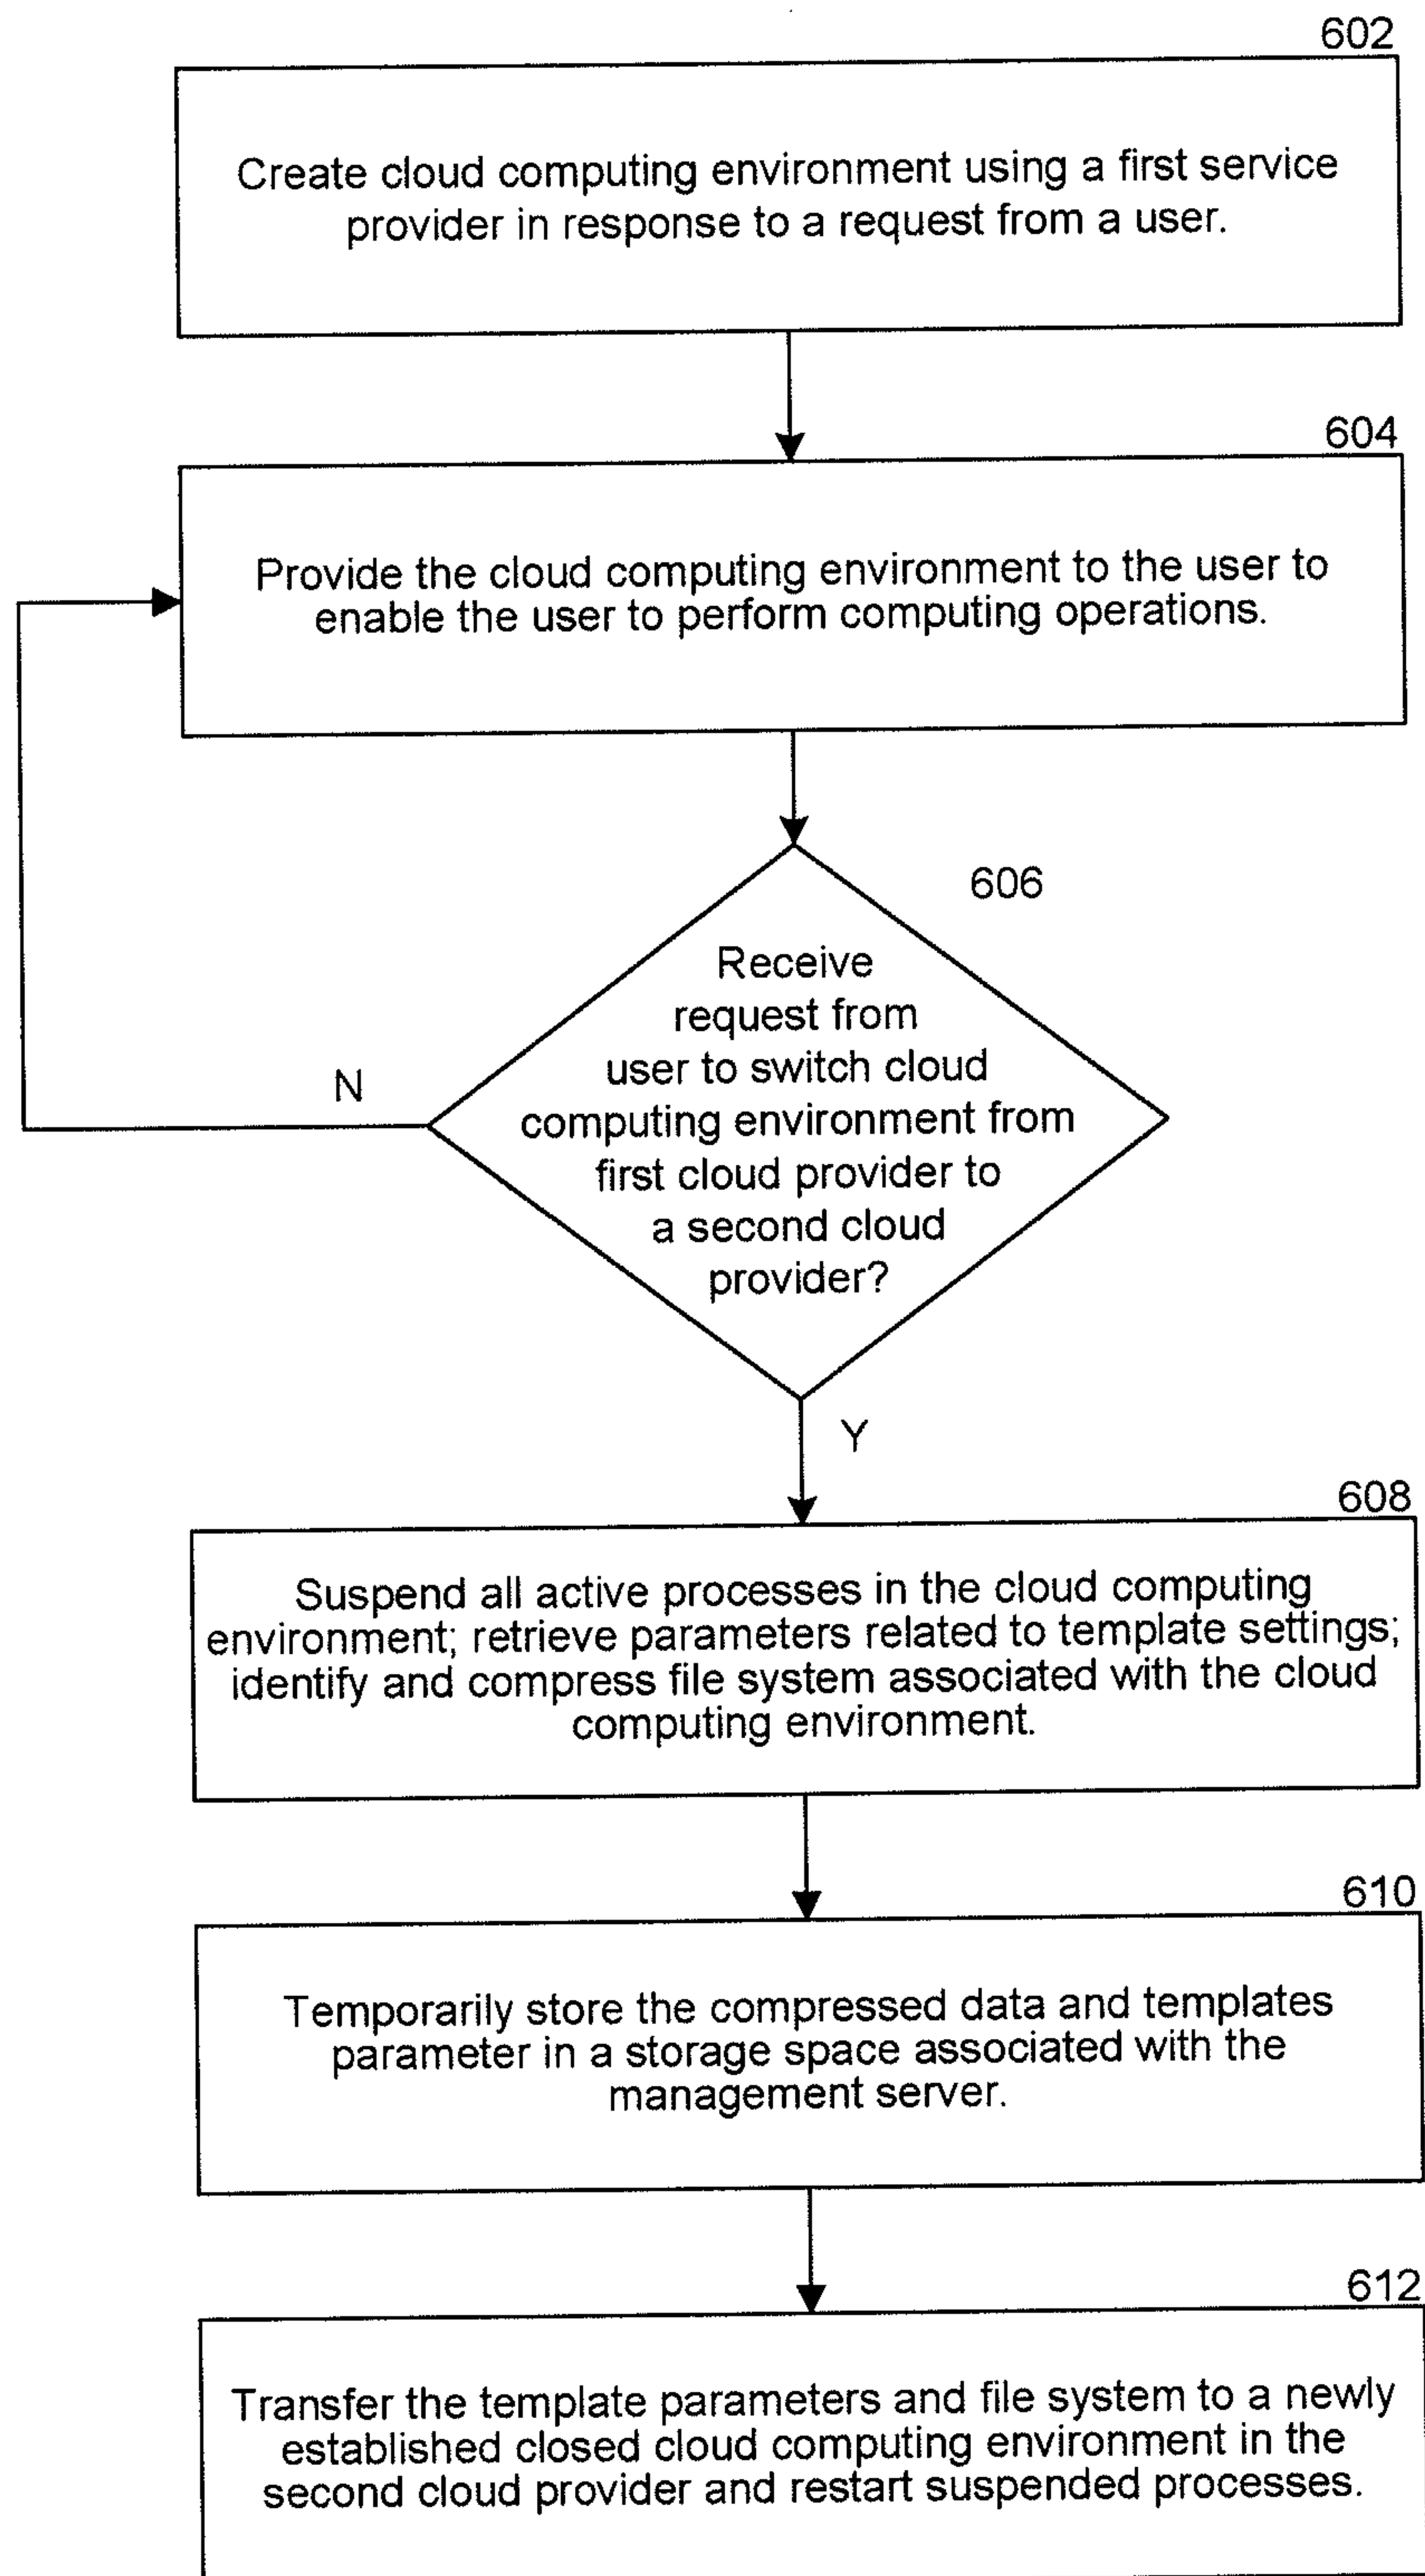 602
Create cloud computing environment using a first service
provider in response to a request from a user.
604
Provide the cloud computing environment to the user to
enable the user to perform computing operations.
606
Receive
request from
user to switch cloud
computing environment from
first cloud provider to
a second cloud
provider?
N
Y
608
Suspend all active processes in the cloud computing
environment; retrieve parameters related to template settings;
identify and compress file system associated with the cloud
computing environment.
610
Temporarily store the compressed data and templates
parameter in a storage space associated with the
management server.
612
Transfer the template parameters and file system to a newly
established closed cloud computing environment in the
second cloud provider and restart suspended processes.